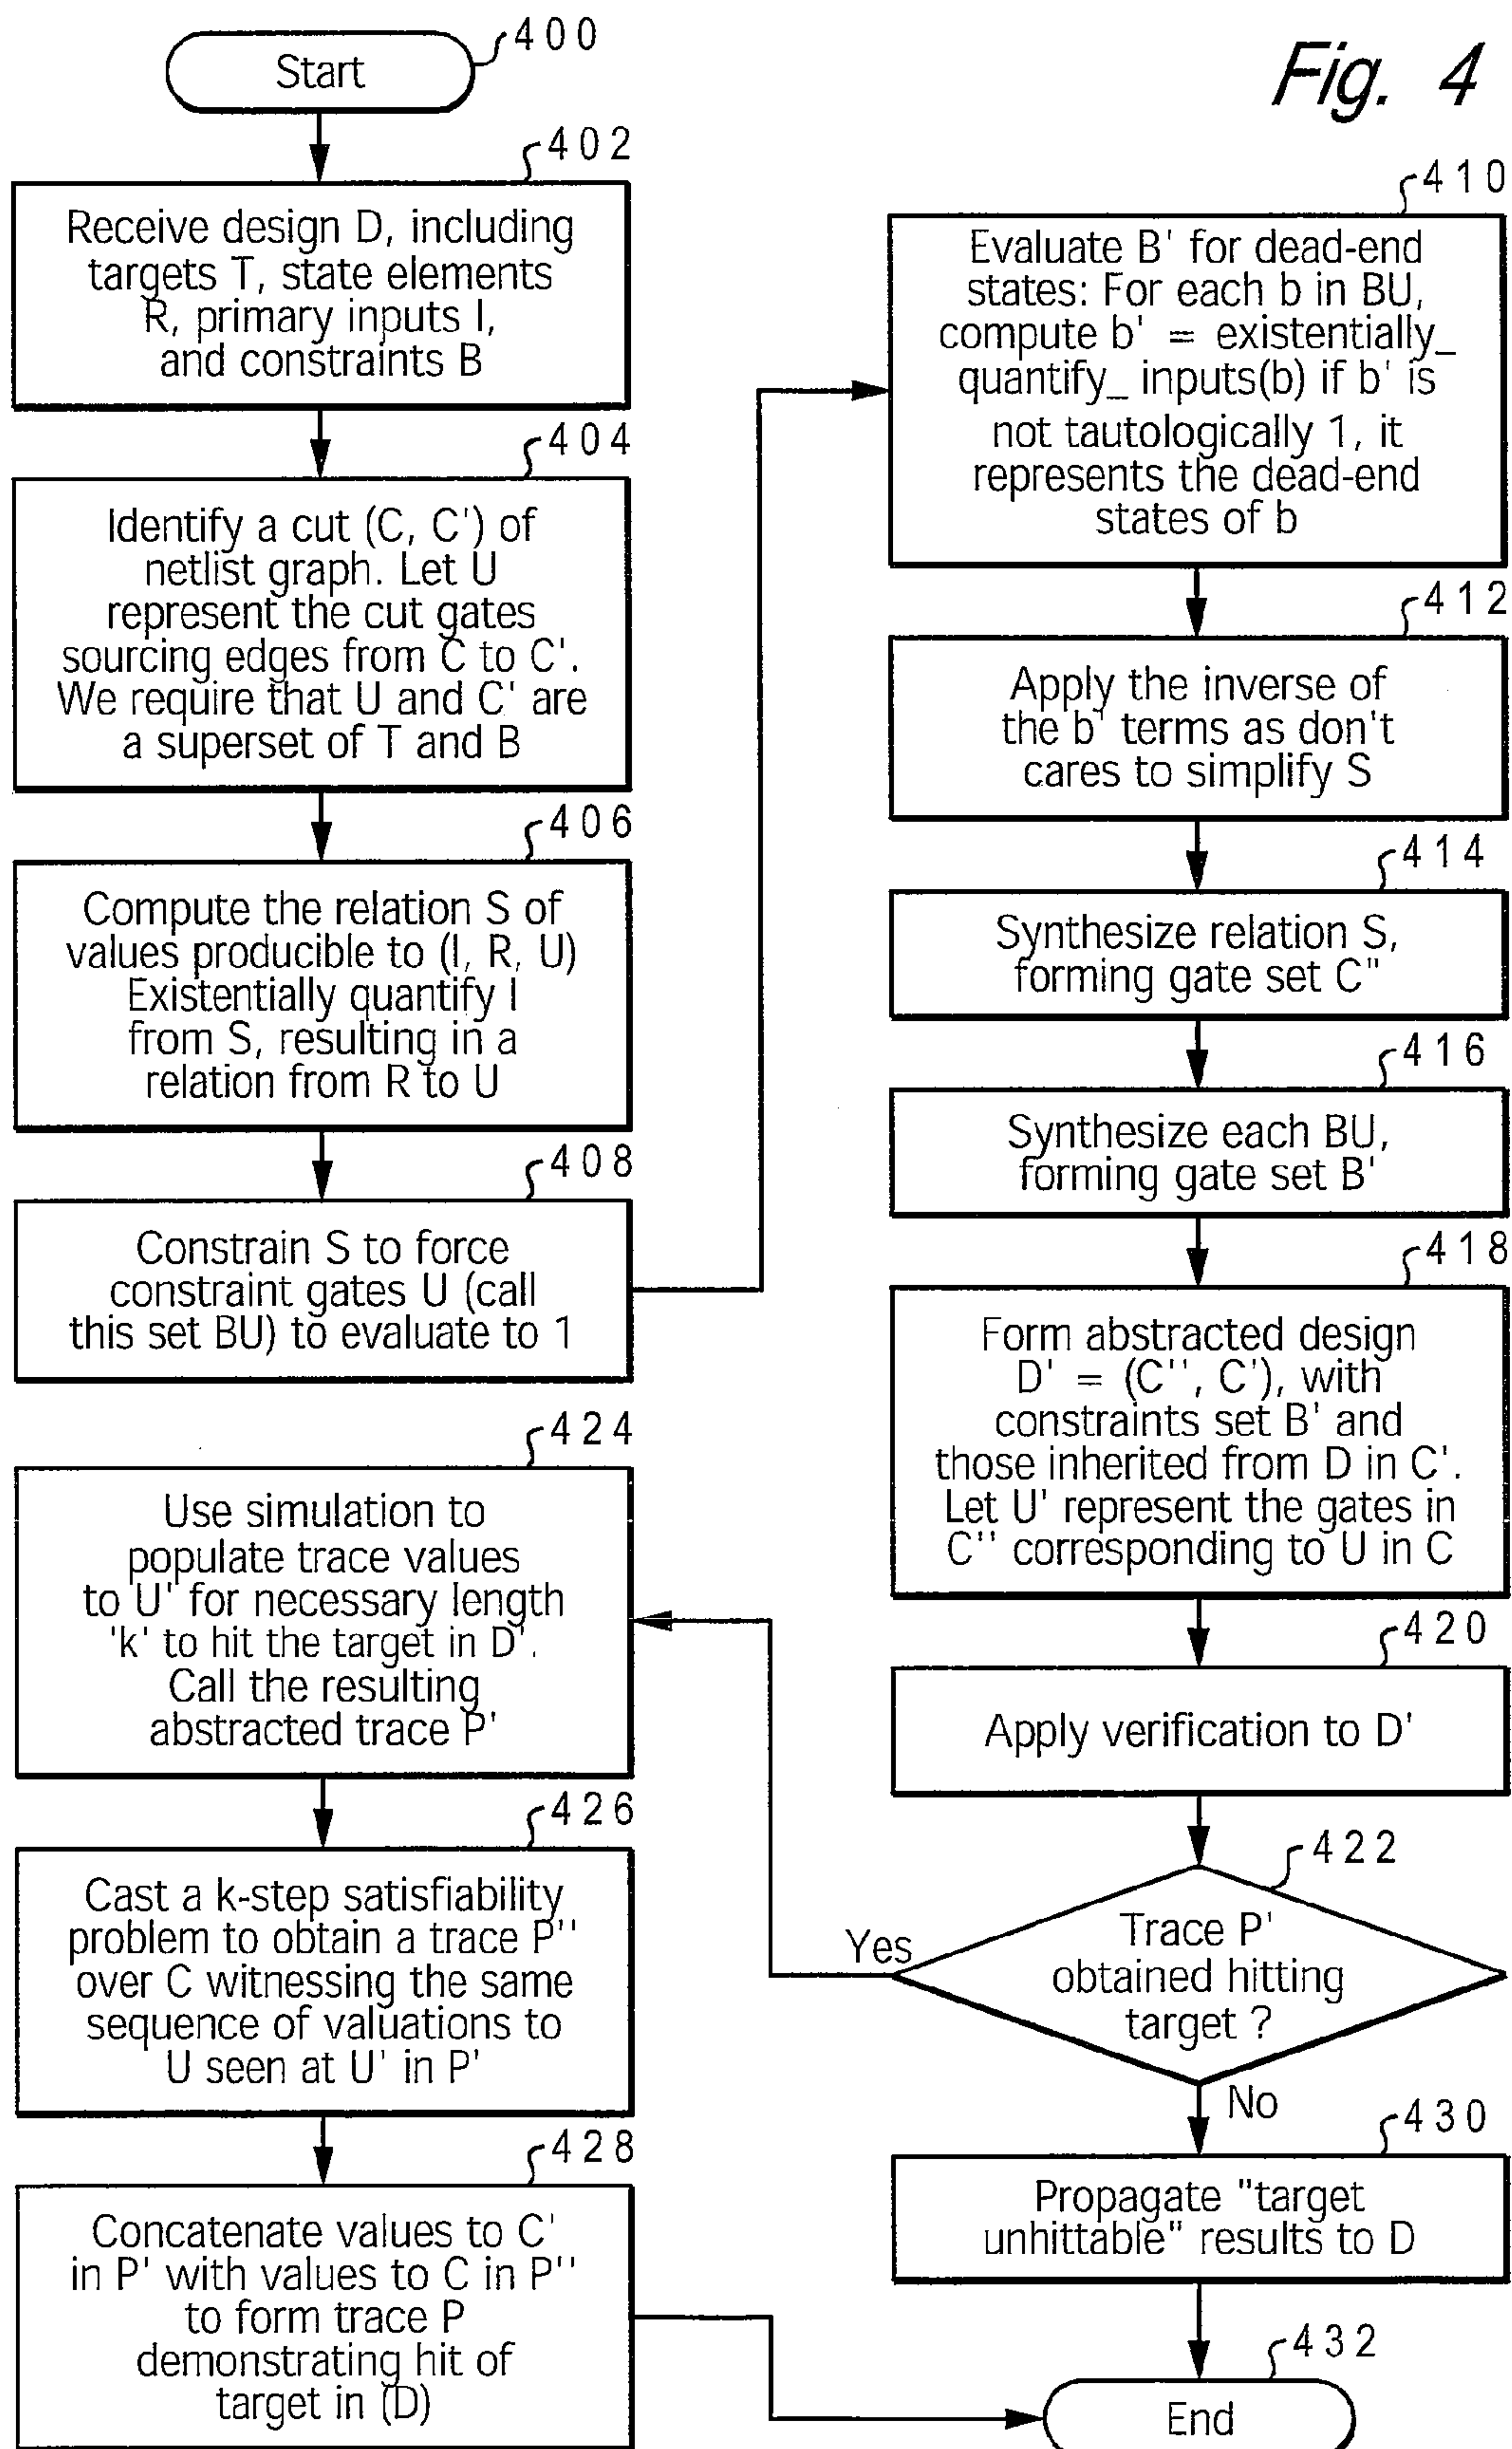 Fig. 4
400
Start
402
Receive design D, including
targets T, state elements
R, primary inputs I,
and constraints B
404
Identify a cut (C, C') of
netlist graph. Let U
represent the cut gates
sourcing edges from C to C'.
We require that U and C' are
a superset of T and B
406
Compute the relation S of
values producible to (I, R, U)
Existentially quantify I
from S, resulting in a
relation from R to U
408
Constrain S to force
constraint gates U (call
this set BU) to evaluate to 1
410
Evaluate B' for dead-end
states: For each b in BU,
compute b' = existentially_
quantify_ inputs(b) if b' is
not tautologically 1, it
represents the dead-end
states of b
412
Apply the inverse of
the b' terms as don't
cares to simplify S
414
Synthesize relation S,
forming gate set C''
416
Synthesize each BU,
forming gate set B'
418
Form abstracted design
D' = (C'', C'), with
constraints set B' and
those inherited from D in C'.
Let U' represent the gates in
C'' corresponding to U in C
420
Apply verification to D'
422
Trace P'
obtained hitting
target ?
Yes
No
424
Use simulation to
populate trace values
to U' for necessary length
'k' to hit the target in D'.
Call the resulting
abstracted trace P'
426
Cast a k-step satisfiability
problem to obtain a trace P''
over C witnessing the same
sequence of valuations to
U seen at U' in P'
428
Concatenate values to C'
in P' with values to C in P''
to form trace P
demonstrating hit of
target in (D)
430
Propagate "target
unhittable" results to D
432
End